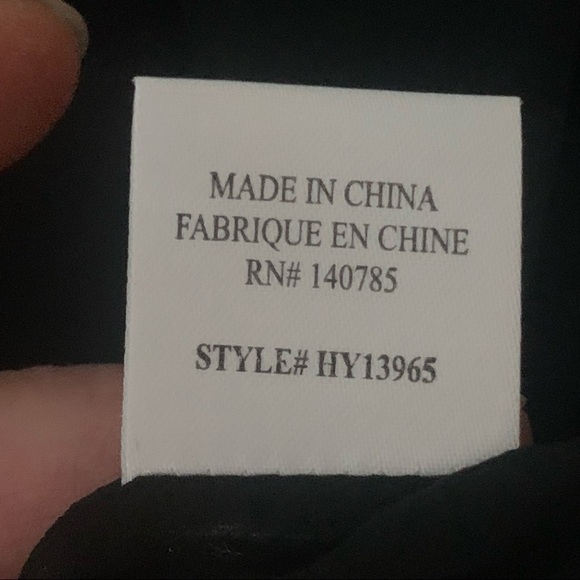 MADE IN CHINA
FABRIQUE EN CHINE
RN# 140785
STYLE# HY13965